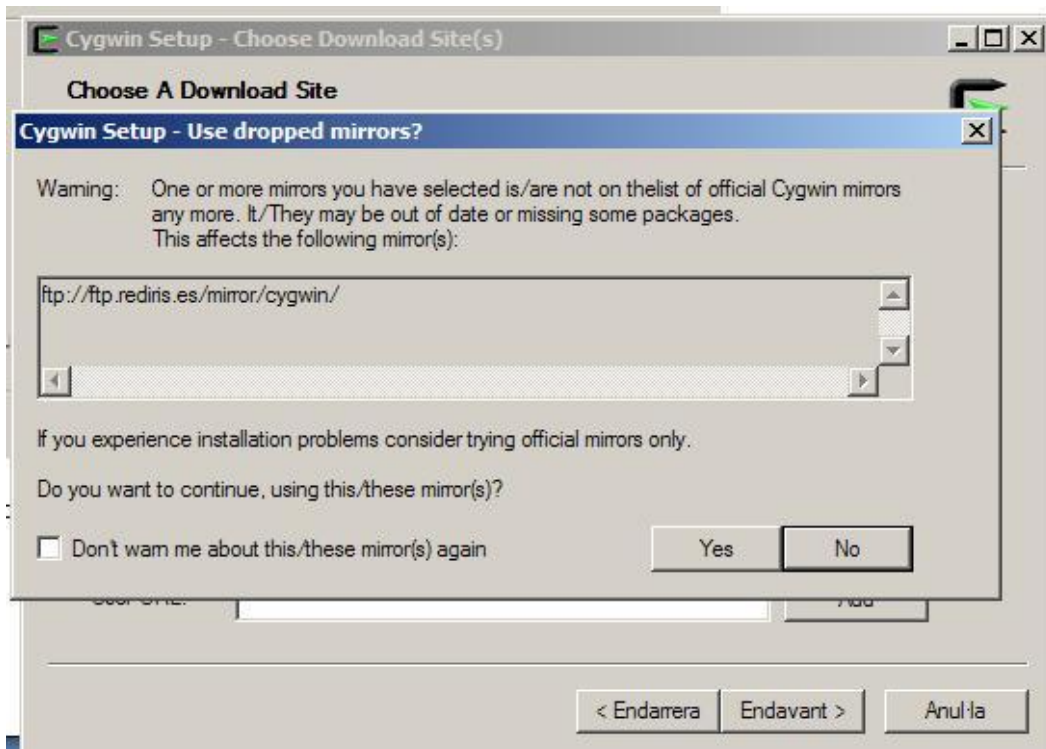 Cygwin Setup - Choose Download Site(s)
Choose A Download Site
Cygwin Setup - Use dropped mirrors?
Warning: One or more mirrors you have selected is/are not on thelist of official Cygwin mirrors
any more. It/They may be out of date or missing some packages.
This affects the following mirror(s):
ftp://ftp.rediris.es/mirror/cygwin/
If you experience installation problems consider trying official mirrors only.
Do you want to continue, using this/these mirror(s)?
Don't warn me about this/these mirror(s) again
Yes No
< Endarrera Endavant > Anul·la